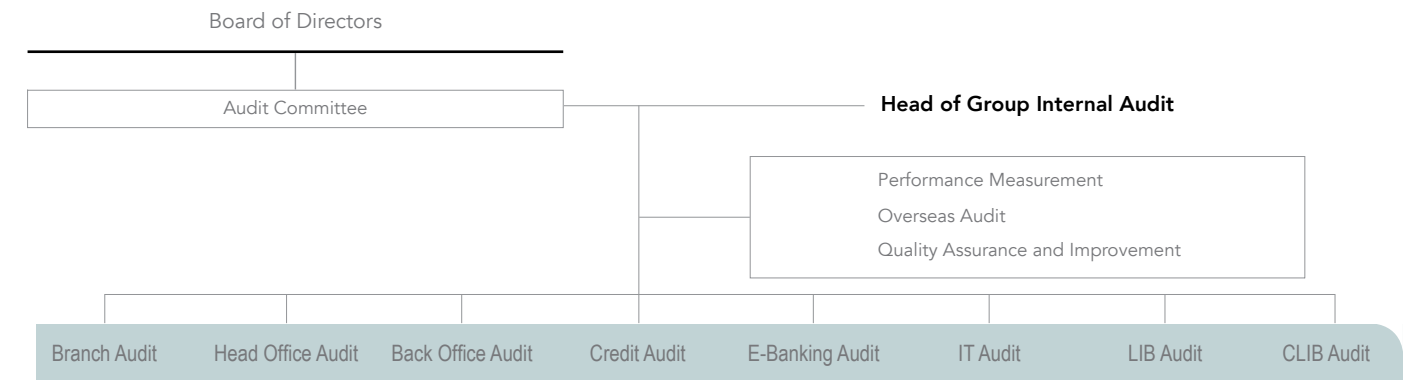 Board of Directors
Audit Committee
Head of Group Internal Audit
Performance Measurement
Overseas Audit
Quality Assurance and Improvement
Branch Audit
Head Office Audit
Back Office Audit
Credit Audit
E-Banking Audit
IT Audit
LIB Audit
CLIB Audit